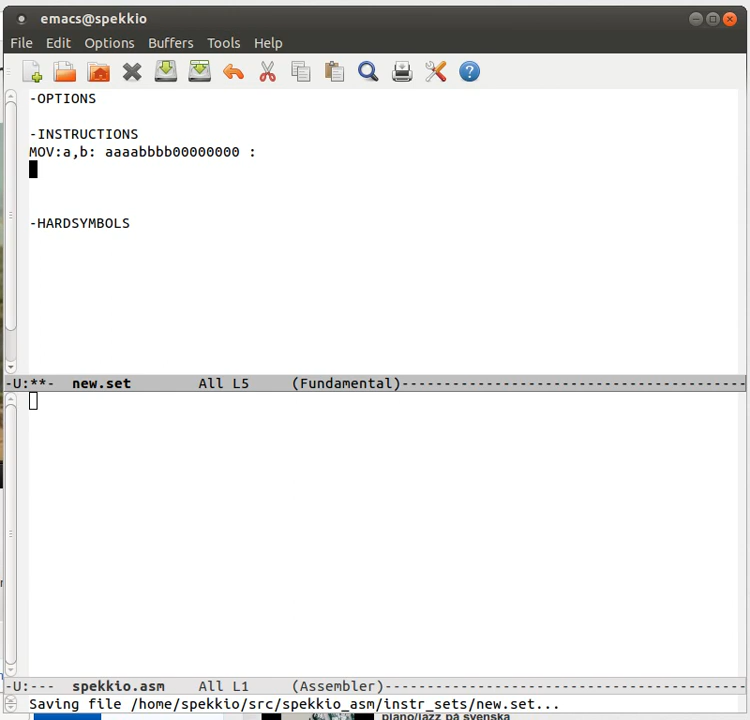 emacs@spekkio
File Edit Options Buffers Tools Help
-OPTIONS
-INSTRUCTIONS
MOV:a,b: aaaabbbb00000000 :
-HARDSYMBOLS
-U:**- new.set All L5 (Fundamental)---------------------------------------
-U:--- spekkio.asm All L1 (Assembler)-----------------------------------------
Saving file /home/spekkio/src/spekkio_asm/instr_sets/new.set...
piano/jazz på svenska